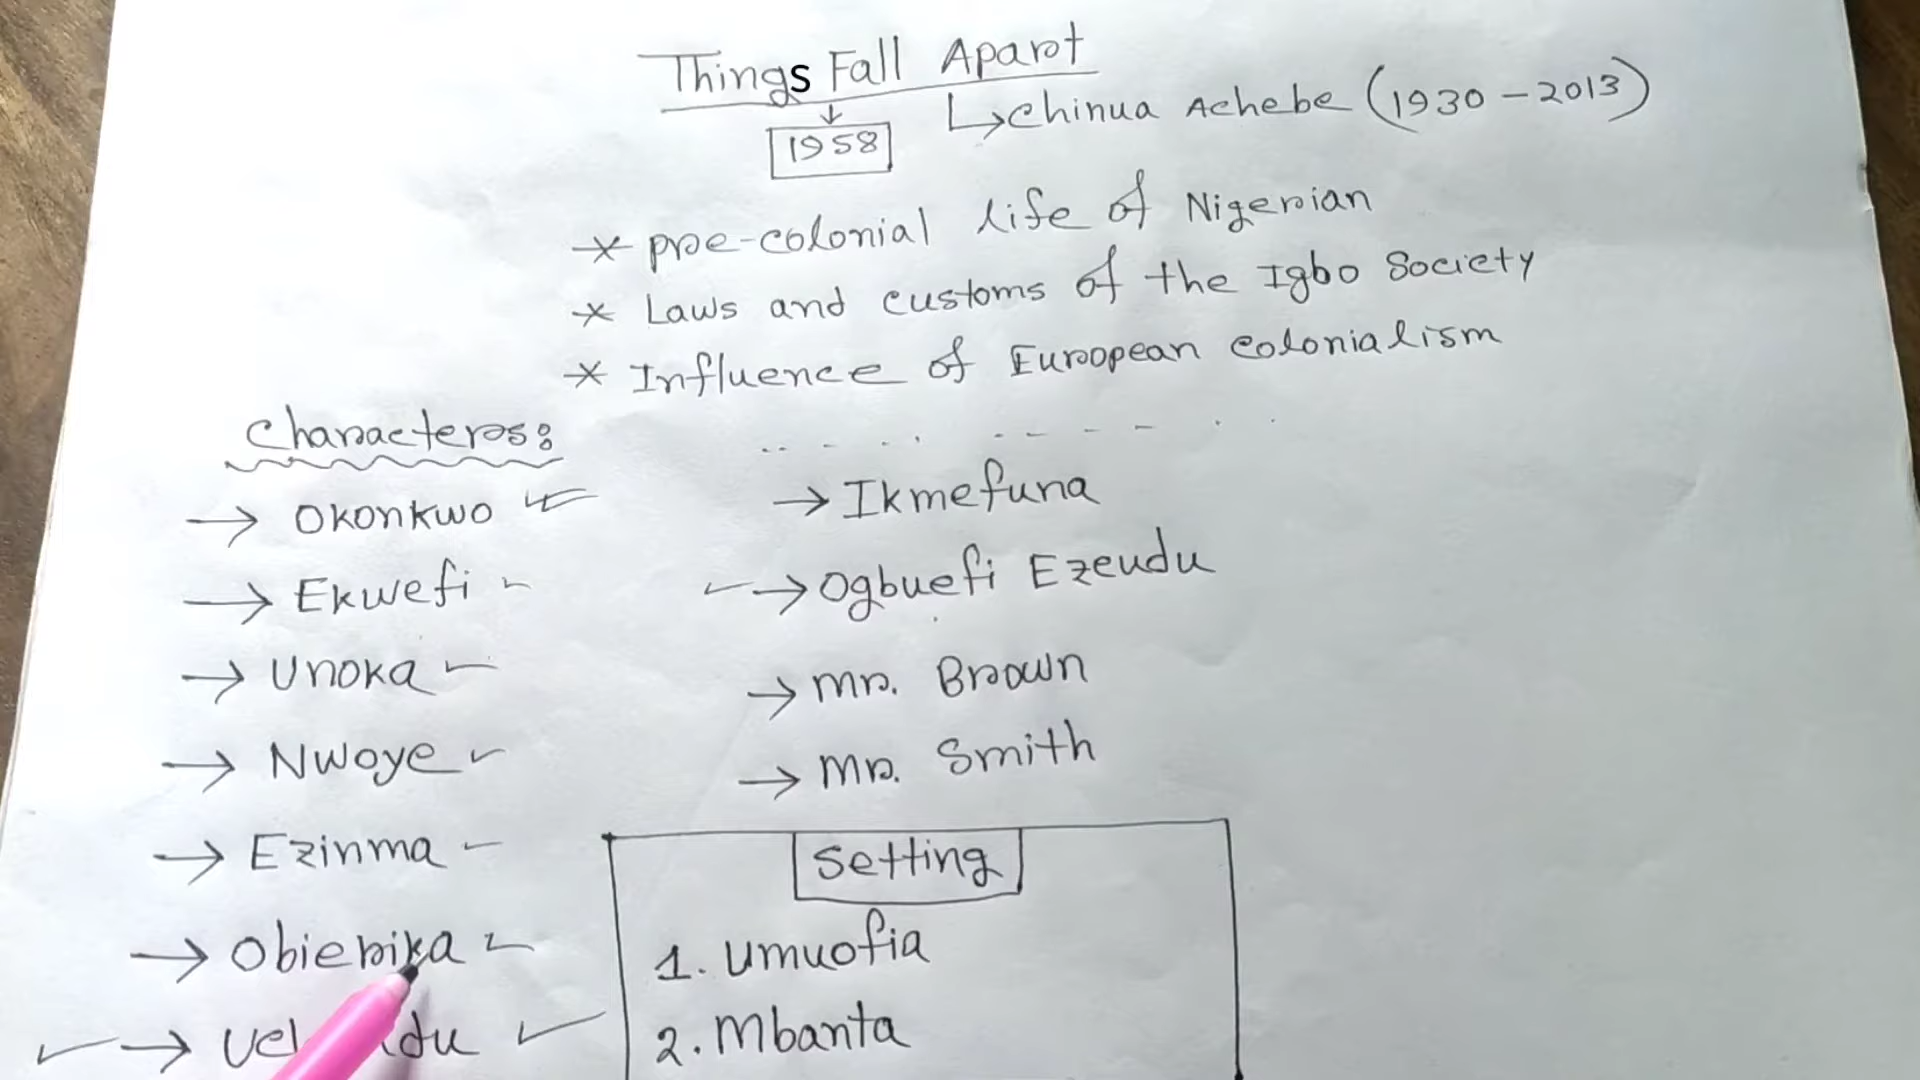 Things Fall Apart
1958
Chinua Achebe (1930-2013)
* pre-colonial life of Nigerian
* Laws and customs of the Igbo Society
* Influence of European colonialism
Characters:
→ Okonkwo
→ Ekwefi
→ Unoka
→ Nwoye
→ Ezinma
→ Obierika
→ Ikmefuna
→ Ogbuefi Ezeudu
→ Mr. Brown
→ Mr. Smith
Setting
1. Umuofia
2. Mbanta